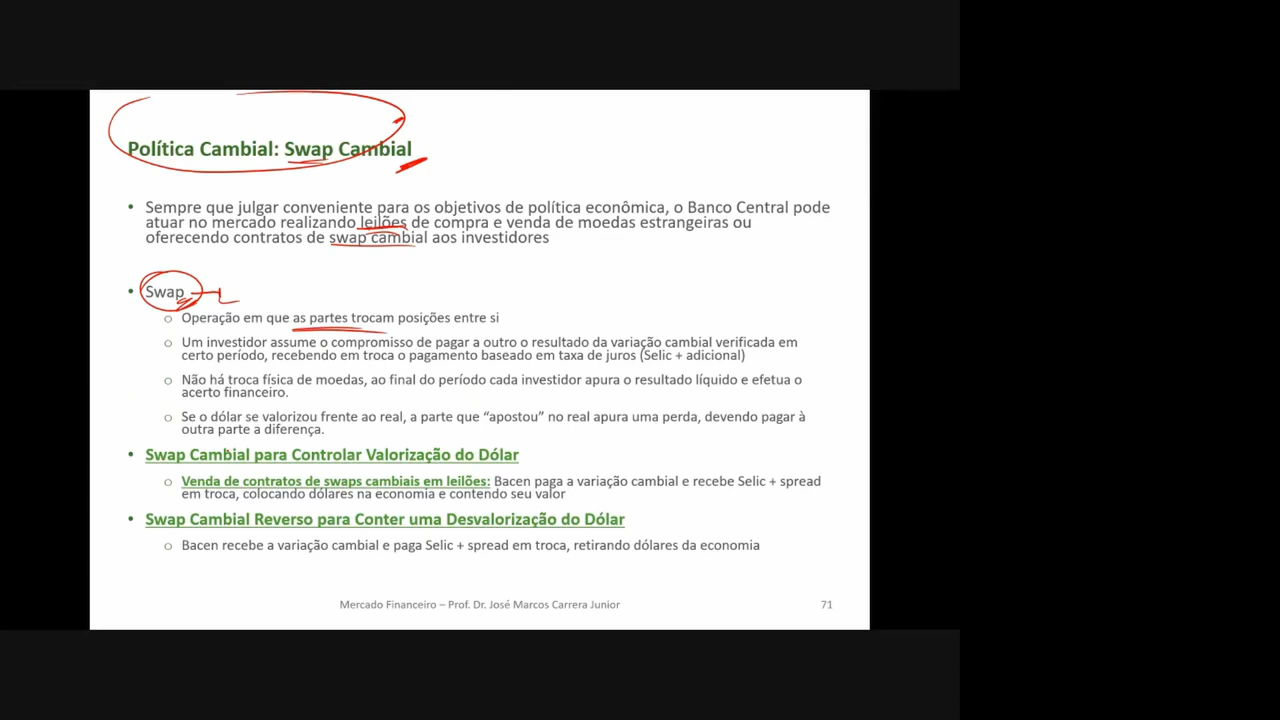 Política Cambial: Swap Cambial
• Sempre que julgar conveniente para os objetivos de política econômica, o Banco Central pode
atuar no mercado realizando leilões de compra e venda de moedas estrangeiras ou
oferecendo contratos de swap cambial aos investidores
• Swap
o Operação em que as partes trocam posições entre si
o Um investidor assume o compromisso de pagar a outro o resultado da variação cambial verificada em
certo período, recebendo em troca o pagamento baseado em taxa de juros (Selic + adicional)
o Não há troca física de moedas, ao final do período cada investidor apura o resultado líquido e efetua o
acerto financeiro.
o Se o dólar se valorizou frente ao real, a parte que “apostou” no real apura uma perda, devendo pagar à
outra parte a diferença.
• Swap Cambial para Controlar Valorização do Dólar
o Venda de contratos de swaps cambiais em leilões: Bacen paga a variação cambial e recebe Selic + spread
em troca, colocando dólares na economia e contendo seu valor
• Swap Cambial Reverso para Conter uma Desvalorização do Dólar
o Bacen recebe a variação cambial e paga Selic + spread em troca, retirando dólares da economia
Mercado Financeiro – Prof. Dr. José Marcos Carrera Junior 71